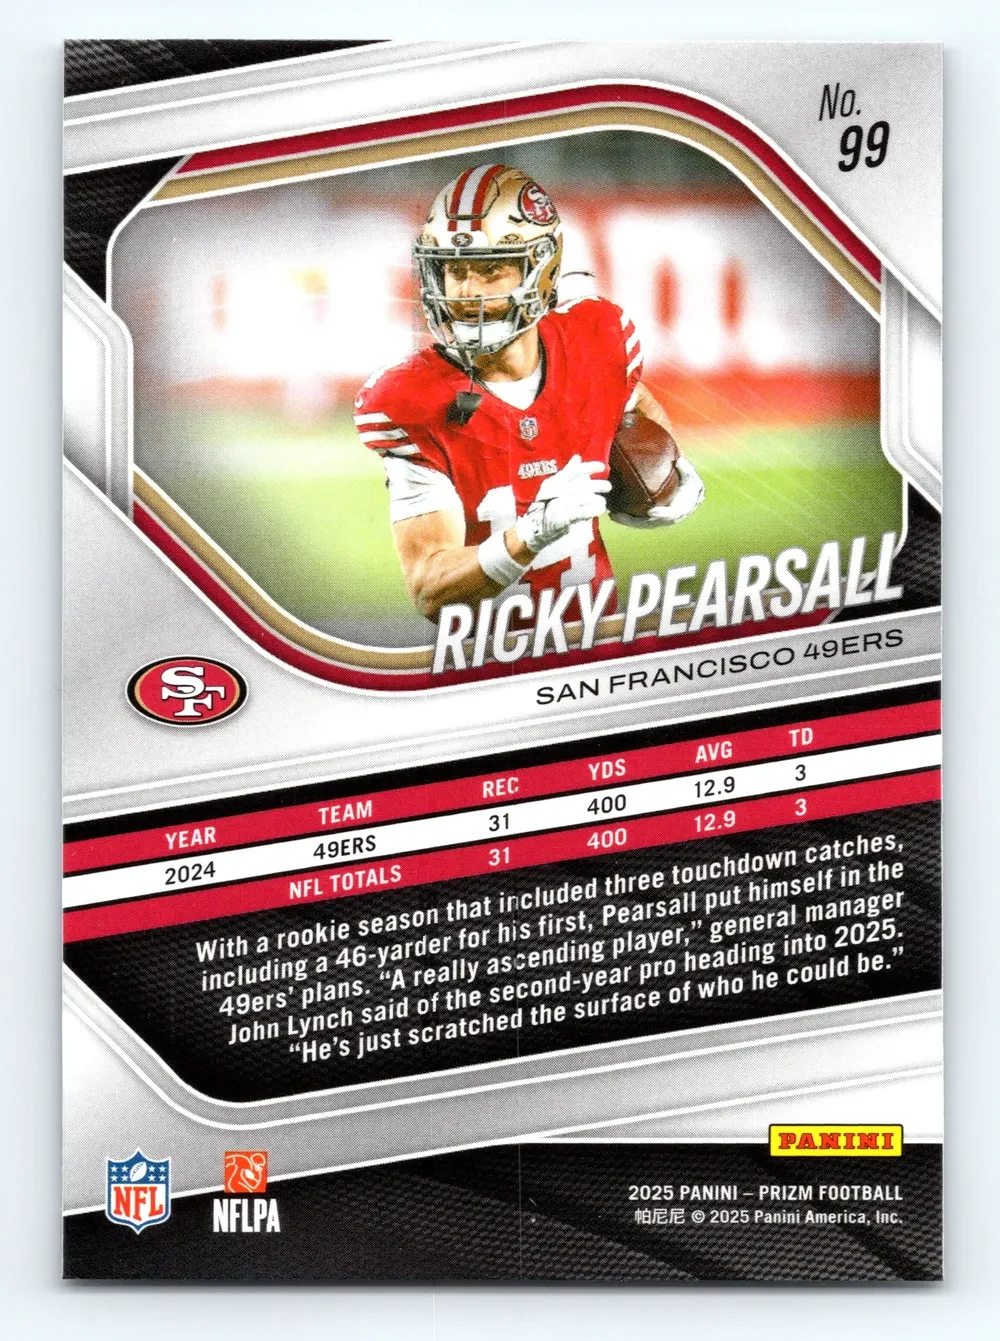 No.
99
SF
49ERS
14
RICKY PEARSALL
SAN FRANCISCO 49ERS
SF
YEAR TEAM REC YDS AVG TD
2024 49ERS 31 400 12.9 3
NFL TOTALS 31 400 12.9 3
With a rookie season that included three touchdown catches,
including a 46-yarder for his first, Pearsall put himself in the
49ers' plans. “A really ascending player,” general manager
John Lynch said of the second-year pro heading into 2025.
“He's just scratched the surface of who he could be.”
PANINI
NFL
NFLPA
2025 PANINI – PRIZM FOOTBALL
帕尼尼 © 2025 Panini America, Inc.